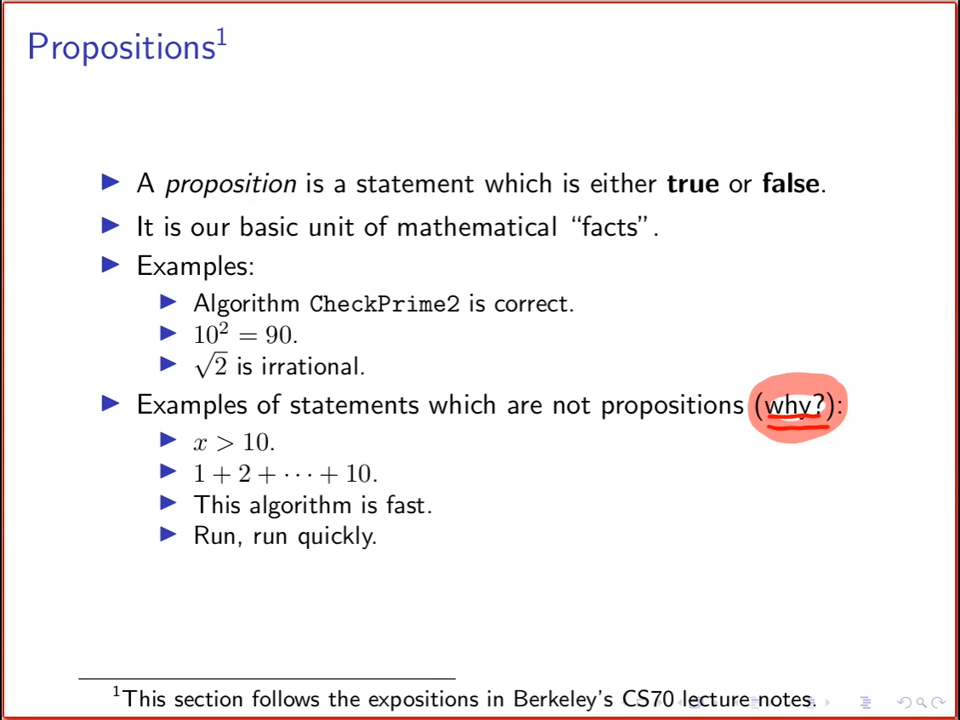 Propositions¹
▶ A proposition is a statement which is either true or false.
▶ It is our basic unit of mathematical “facts”.
▶ Examples:
▶ Algorithm CheckPrime2 is correct.
▶ 10² = 90.
▶ √2 is irrational.
▶ Examples of statements which are not propositions (why?):
▶ x > 10.
▶ 1 + 2 + ⋯ + 10.
▶ This algorithm is fast.
▶ Run, run quickly.
¹This section follows the expositions in Berkeley’s CS70 lecture notes.